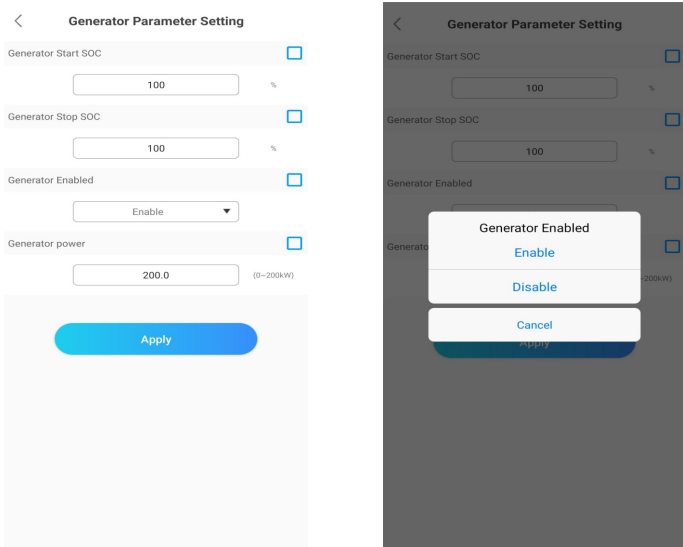 Generator Parameter Setting
Generator Start SOC
100 %
Generator Stop SOC
100 %
Generator Enabled
Enable
Generator power
200.0 (0~200kW)
Apply
Generator Parameter Setting
Generator Start SOC
100 %
Generator Stop SOC
100 %
Generator Enabled
Generator Enabled
Enable
Generato
~200kW)
Disable
Cancel
Apply